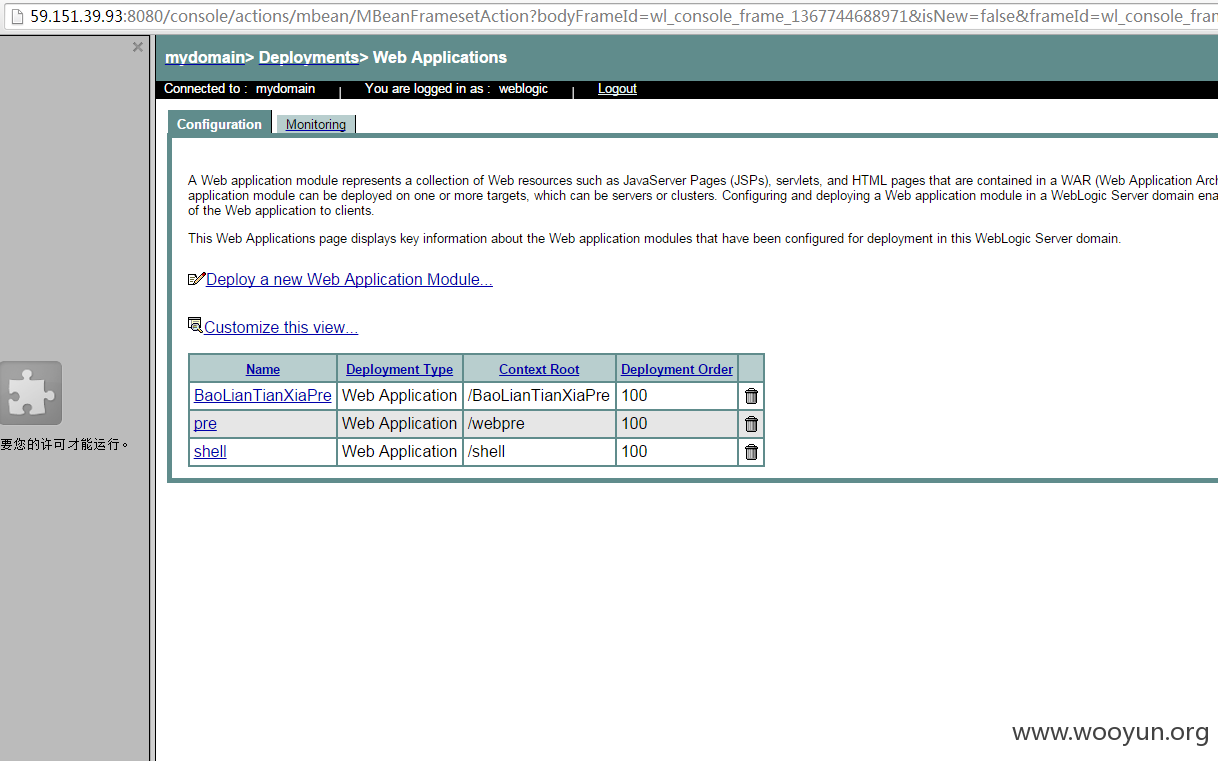 59.151.39.93:8080/console/actions/mbean/MBeanFramesetAction?bodyFrameId=wl_console_frame_1367744688971&isNew=false&frameId=wl_console_fran
mydomain> Deployments> Web Applications
Connected to : mydomain | You are logged in as : weblogic | Logout
Configuration Monitoring
A Web application module represents a collection of Web resources such as JavaServer Pages (JSPs), servlets, and HTML pages that are contained in a WAR (Web Application Arch
application module can be deployed on one or more targets, which can be servers or clusters. Configuring and deploying a Web application module in a WebLogic Server domain ena
of the Web application to clients.
This Web Applications page displays key information about the Web application modules that have been configured for deployment in this WebLogic Server domain.
Deploy a new Web Application Module...
Customize this view...
Name Deployment Type Context Root Deployment Order
BaoLianTianXiaPre Web Application /BaoLianTianXiaPre 100
pre Web Application /webpre 100
shell Web Application /shell 100
要您的许可才能运行。
www.wooyun.org